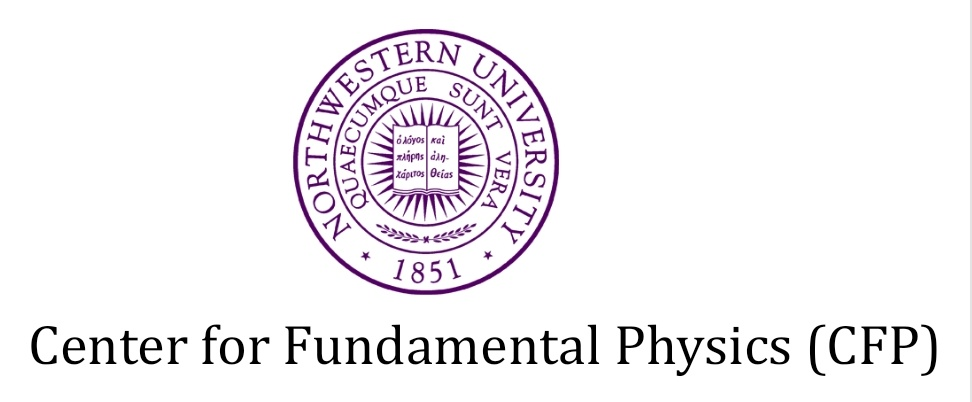 NORTHWESTERN UNIVERSITY
QUAECUMQUE SUNT VERA
ὁ λόγος
πλήρης
χάριτος
καὶ
ἀλη-
θείας
1851
Center for Fundamental Physics (CFP)